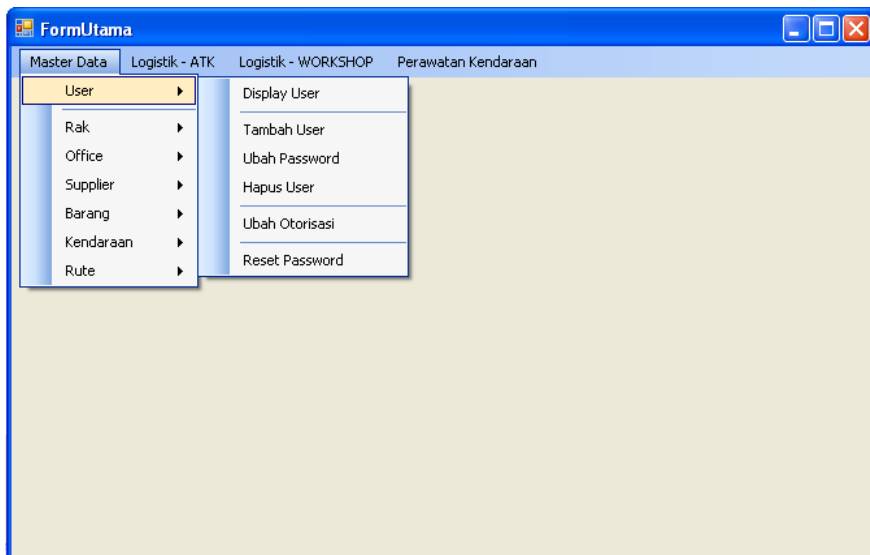 FormUtama
Master Data Logistik - ATK Logistik - WORKSHOP Perawatan Kendaraan
User
Rak
Office
Supplier
Barang
Kendaraan
Rute
Display User
Tambah User
Ubah Password
Hapus User
Ubah Otorisasi
Reset Password